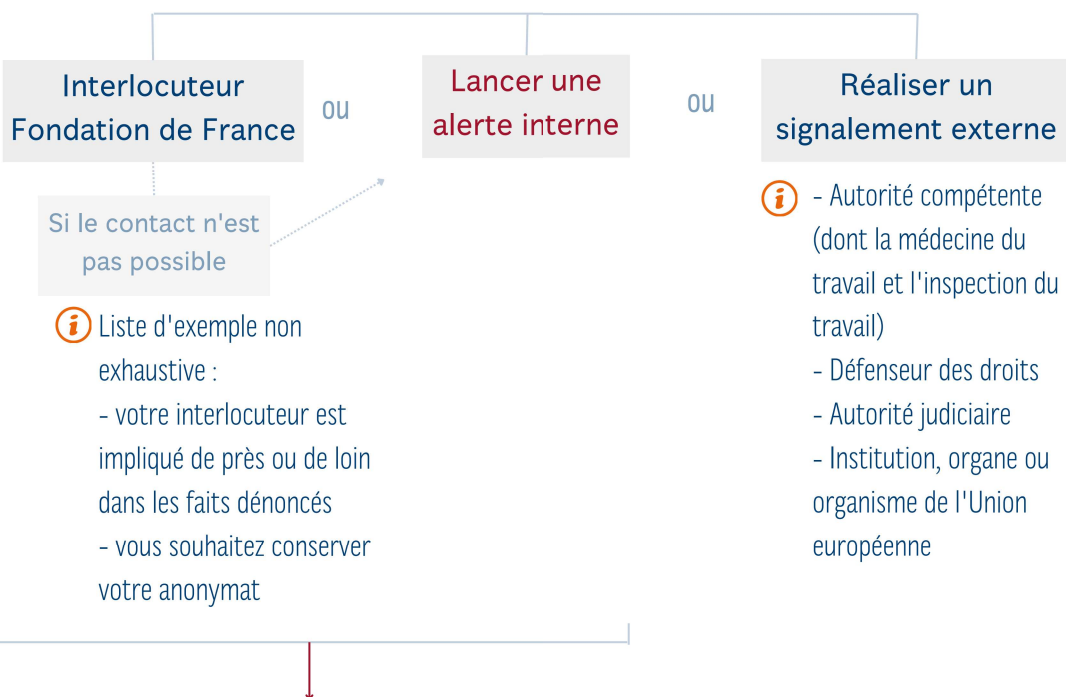 Interlocuteur
Fondation de France
ou
Lancer une
alerte interne
ou
Réaliser un
signalement externe
Si le contact n'est
pas possible
i
Liste d'exemple non
exhaustive :
- votre interlocuteur est
impliqué de près ou de loin
dans les faits dénoncés
- vous souhaitez conserver
votre anonymat
i
- Autorité compétente
(dont la médecine du
travail et l'inspection du
travail)
- Défenseur des droits
- Autorité judiciaire
- Institution, organe ou
organisme de l'Union
européenne